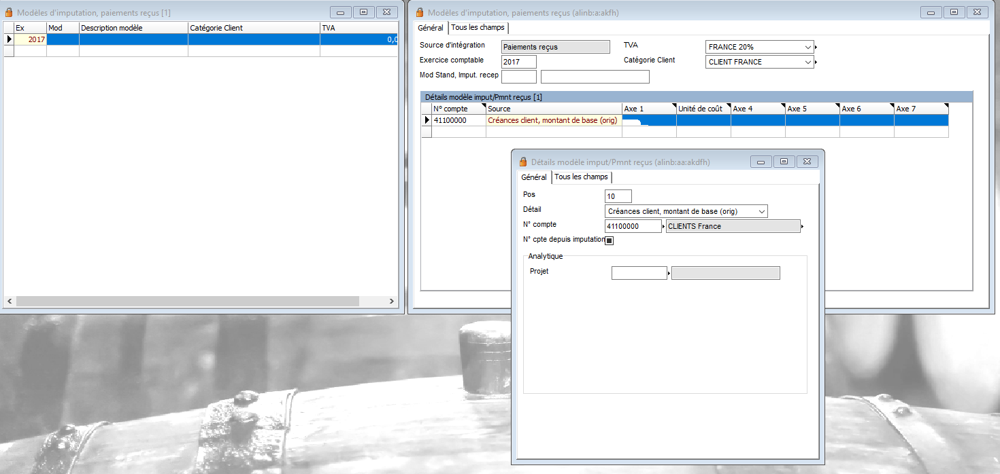 Modèles d'imputation, paiements reçus [1]
Ex Mod Description modèle Catégorie Client TVA
2017 0,0
Modèles d'imputation, paiements reçus (alinb:a:akfh)
Général Tous les champs
Source d'intégration Paiements reçus TVA FRANCE 20%
Exercice comptable 2017 Catégorie Client CLIENT FRANCE
Mod Stand, Imput. recep
Détails modèle imput/Pmnt reçus [1]
N° compte Source Axe 1 Unité de coût Axe 4 Axe 5 Axe 6 Axe 7
41100000 Créances client, montant de base (orig)
Détails modèle imput/Pmnt reçus (alinb:aa:akdfh)
Général Tous les champs
Pos 10
Détail Créances client, montant de base (orig)
N° compte 41100000 CLIENTS France
N° cpte depuis imputation
Analytique
Projet